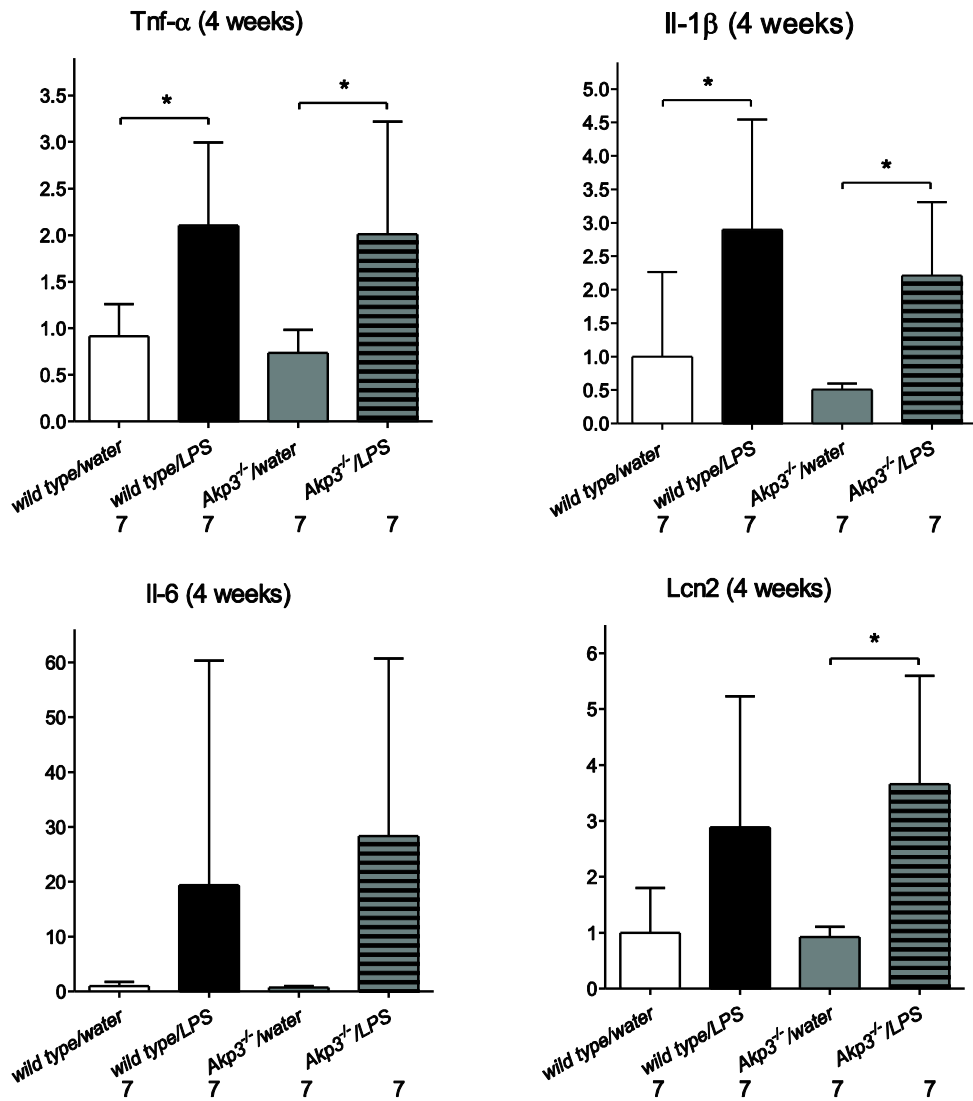 Tnf-α (4 weeks)
3.5
3.0
2.5
2.0
1.5
1.0
0.5
0.0
*
*
wild type/water
wild type/LPS
Akp3-/-/water
Akp3-/-/LPS
7 7 7 7
Il-1β (4 weeks)
5.0
4.5
4.0
3.5
3.0
2.5
2.0
1.5
1.0
0.5
0.0
*
*
wild type/water
wild type/LPS
Akp3-/-/water
Akp3-/-/LPS
7 7 7 7
Il-6 (4 weeks)
60
50
40
30
20
10
0
wild type/water
wild type/LPS
Akp3-/-/water
Akp3-/-/LPS
7 7 7 7
Lcn2 (4 weeks)
6
5
4
3
2
1
0
*
wild type/water
wild type/LPS
Akp3-/-/water
Akp3-/-/LPS
7 7 7 7